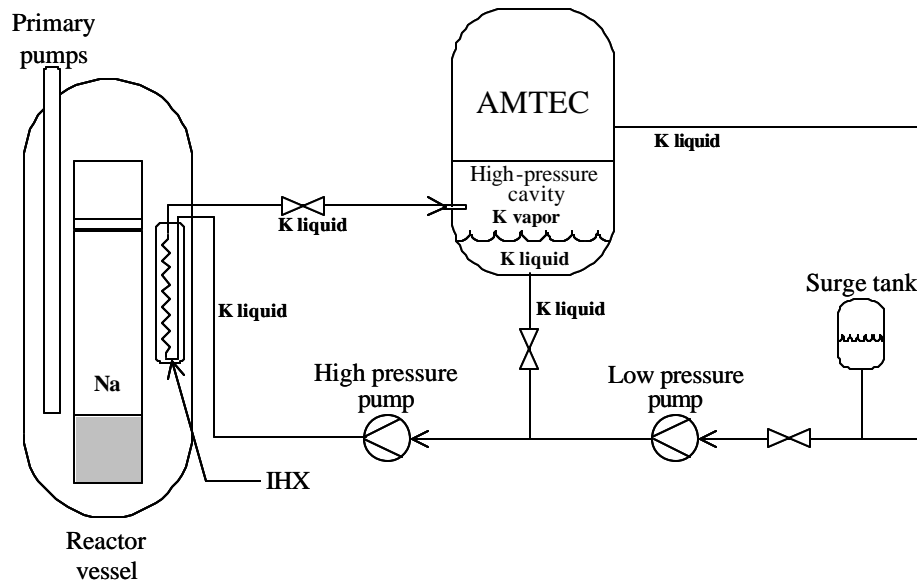 Primary
pumps
AMTEC
K liquid
High-pressure
cavity
K vapor
K liquid
K liquid
K liquid
Surge tank
K liquid
High pressure
pump
Low pressure
pump
Na
IHX
Reactor
vessel